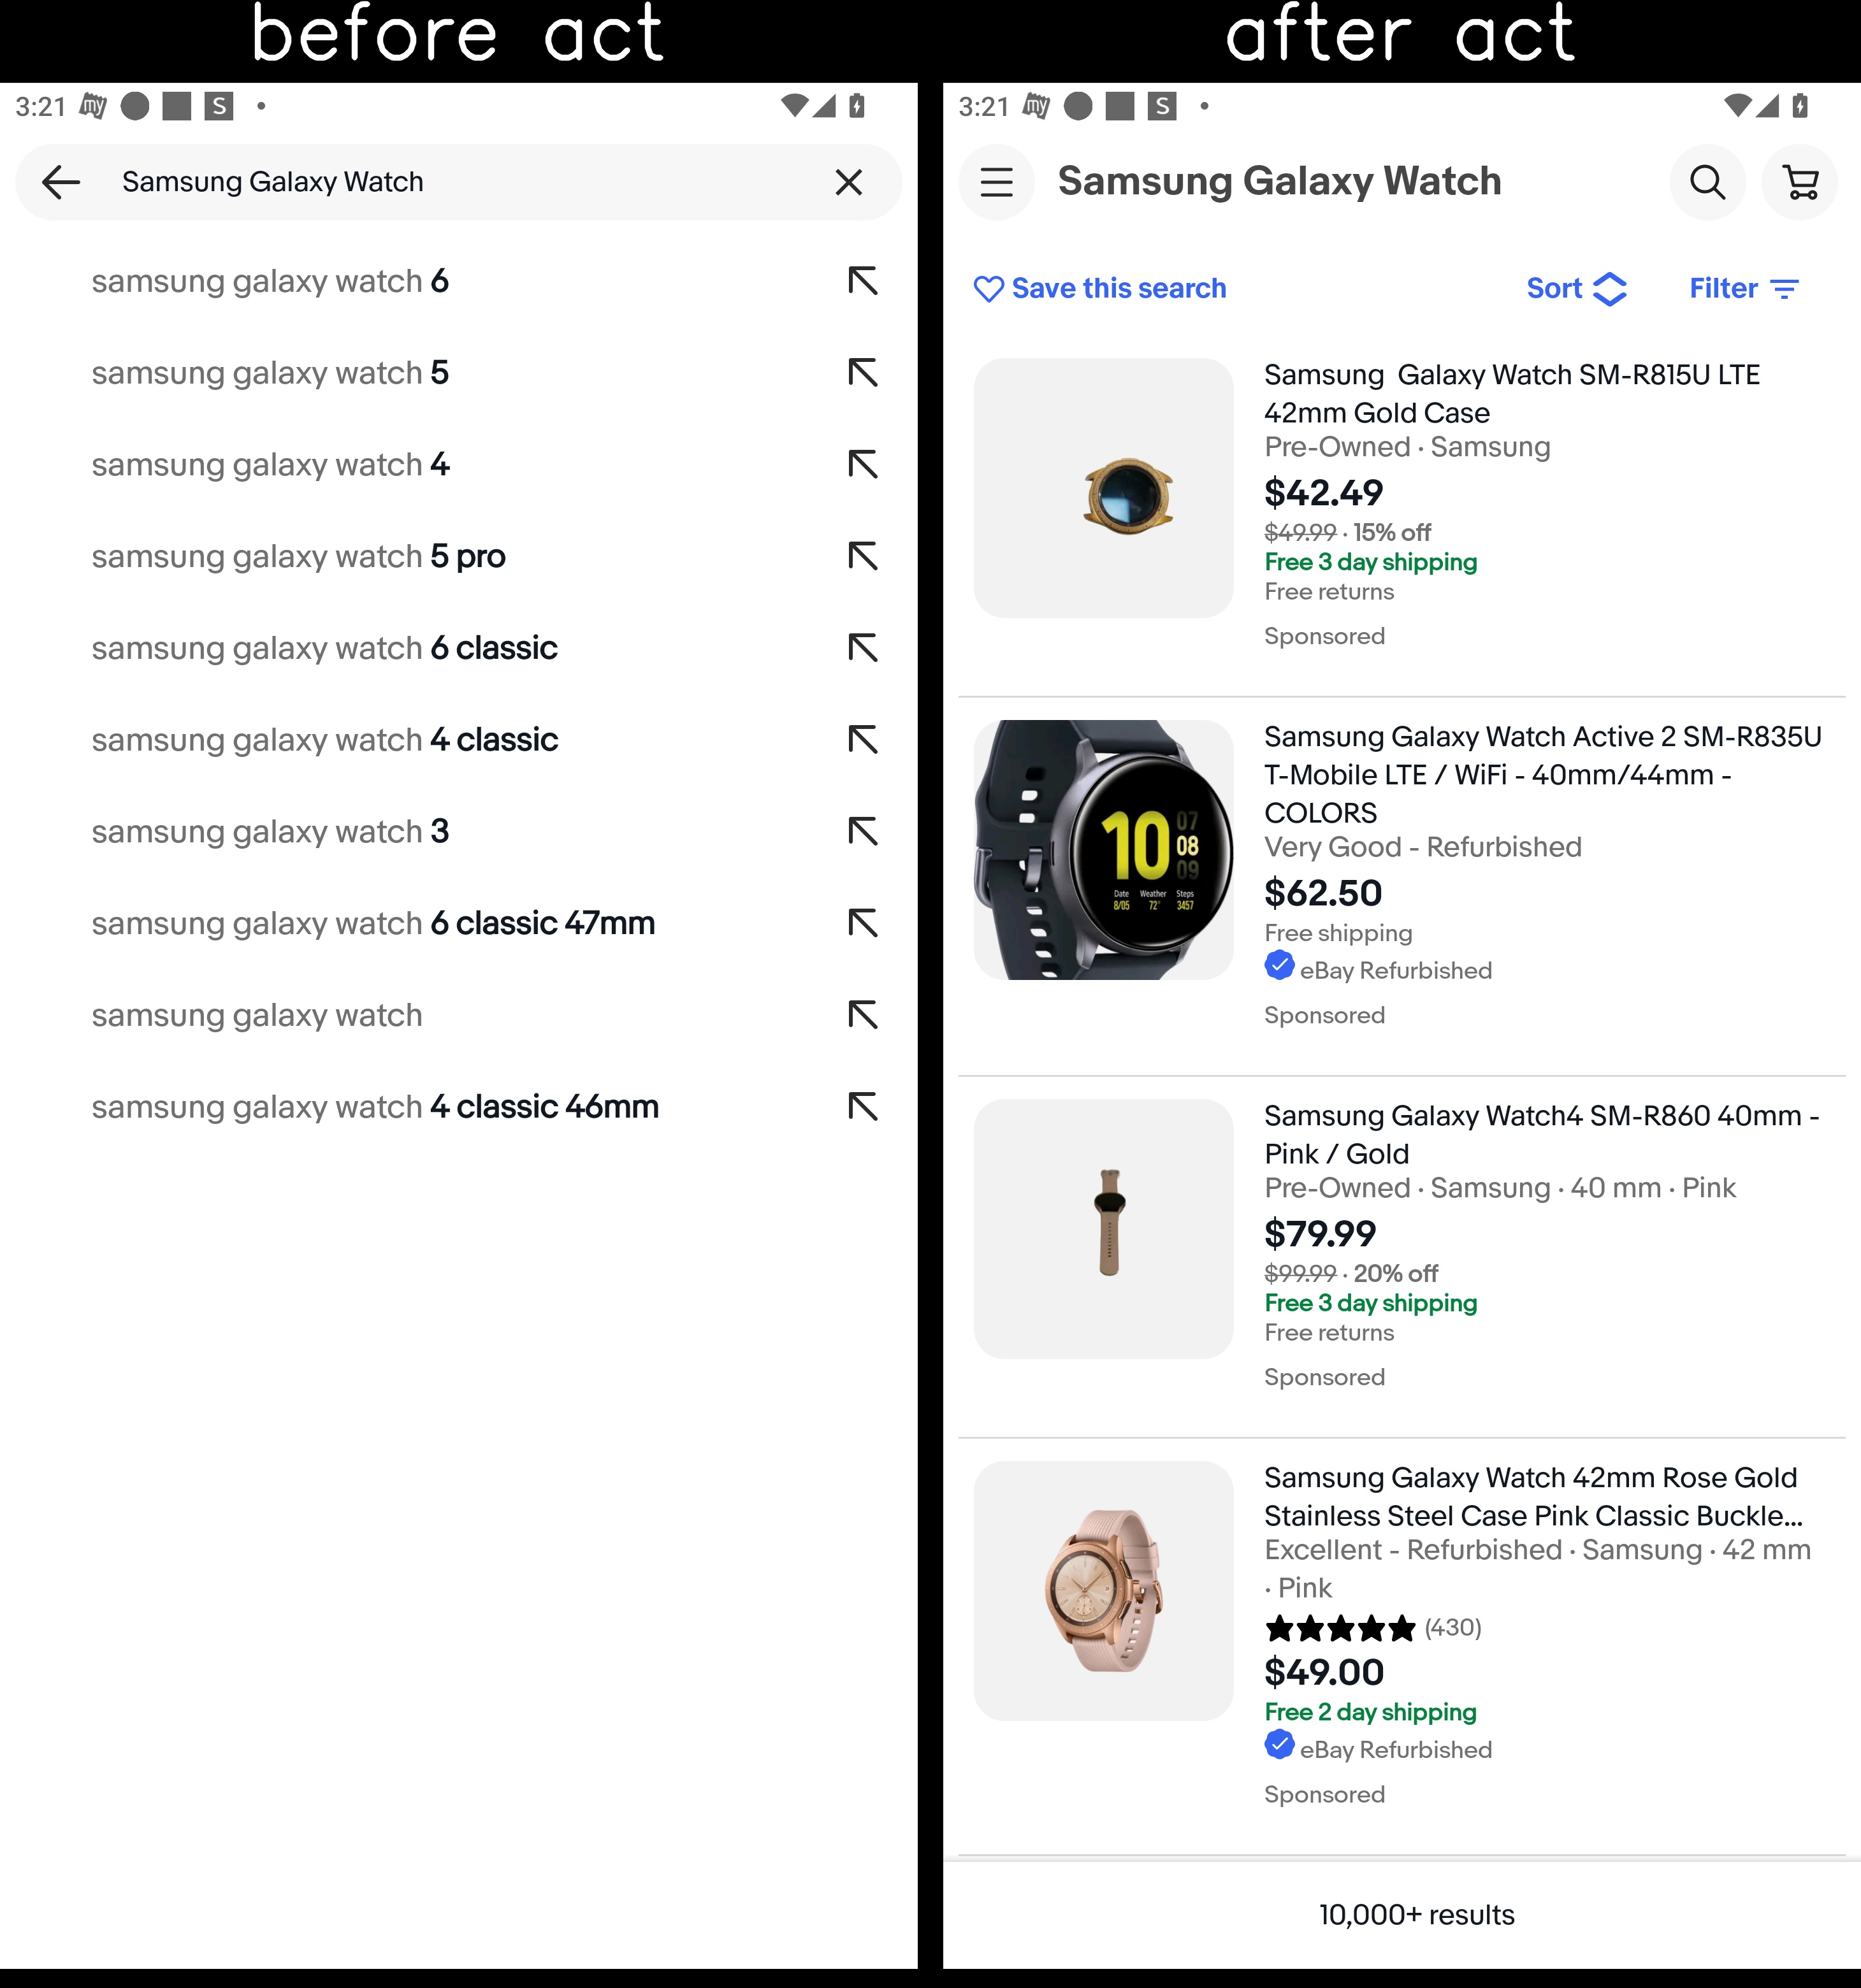 before act
3:21 my S
Samsung Galaxy Watch
samsung galaxy watch 6
samsung galaxy watch 5
samsung galaxy watch 4
samsung galaxy watch 5 pro
samsung galaxy watch 6 classic
samsung galaxy watch 4 classic
samsung galaxy watch 3
samsung galaxy watch 6 classic 47mm
samsung galaxy watch
samsung galaxy watch 4 classic 46mm
after act
3:21 my S
Samsung Galaxy Watch
Save this search Sort Filter
Samsung Galaxy Watch SM-R815U LTE
42mm Gold Case
Pre-Owned · Samsung
$42.49
$49.99 · 15% off
Free 3 day shipping
Free returns
Sponsored
10 07 08 09
Date Weather Steps
8/05 72° 3457
Samsung Galaxy Watch Active 2 SM-R835U
T-Mobile LTE / WiFi - 40mm/44mm -
COLORS
Very Good - Refurbished
$62.50
Free shipping
eBay Refurbished
Sponsored
Samsung Galaxy Watch4 SM-R860 40mm -
Pink / Gold
Pre-Owned · Samsung · 40 mm · Pink
$79.99
$99.99 · 20% off
Free 3 day shipping
Free returns
Sponsored
Samsung Galaxy Watch 42mm Rose Gold
Stainless Steel Case Pink Classic Buckle...
Excellent - Refurbished · Samsung · 42 mm
· Pink
(430)
$49.00
Free 2 day shipping
eBay Refurbished
Sponsored
10,000+ results